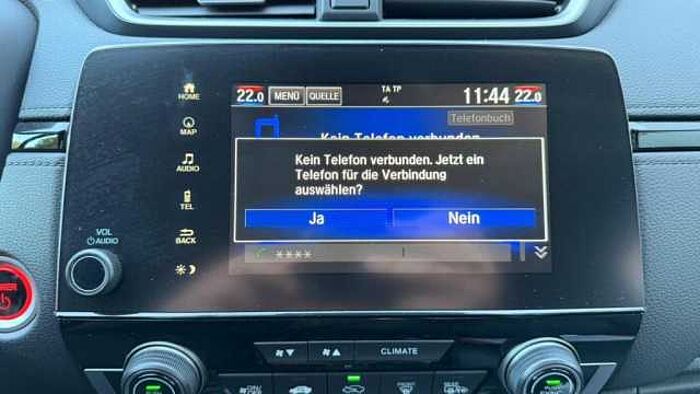 HOME
MAP
AUDIO
TEL
BACK
VOL
AUDIO
22.0 MENÜ QUELLE TA TP 11:44 22.0
Telefonbuch
Kein Telefon verbunden
Kein Telefon verbunden. Jetzt ein
Telefon für die Verbindung
auswählen?
Ja Nein
****
CLIMATE